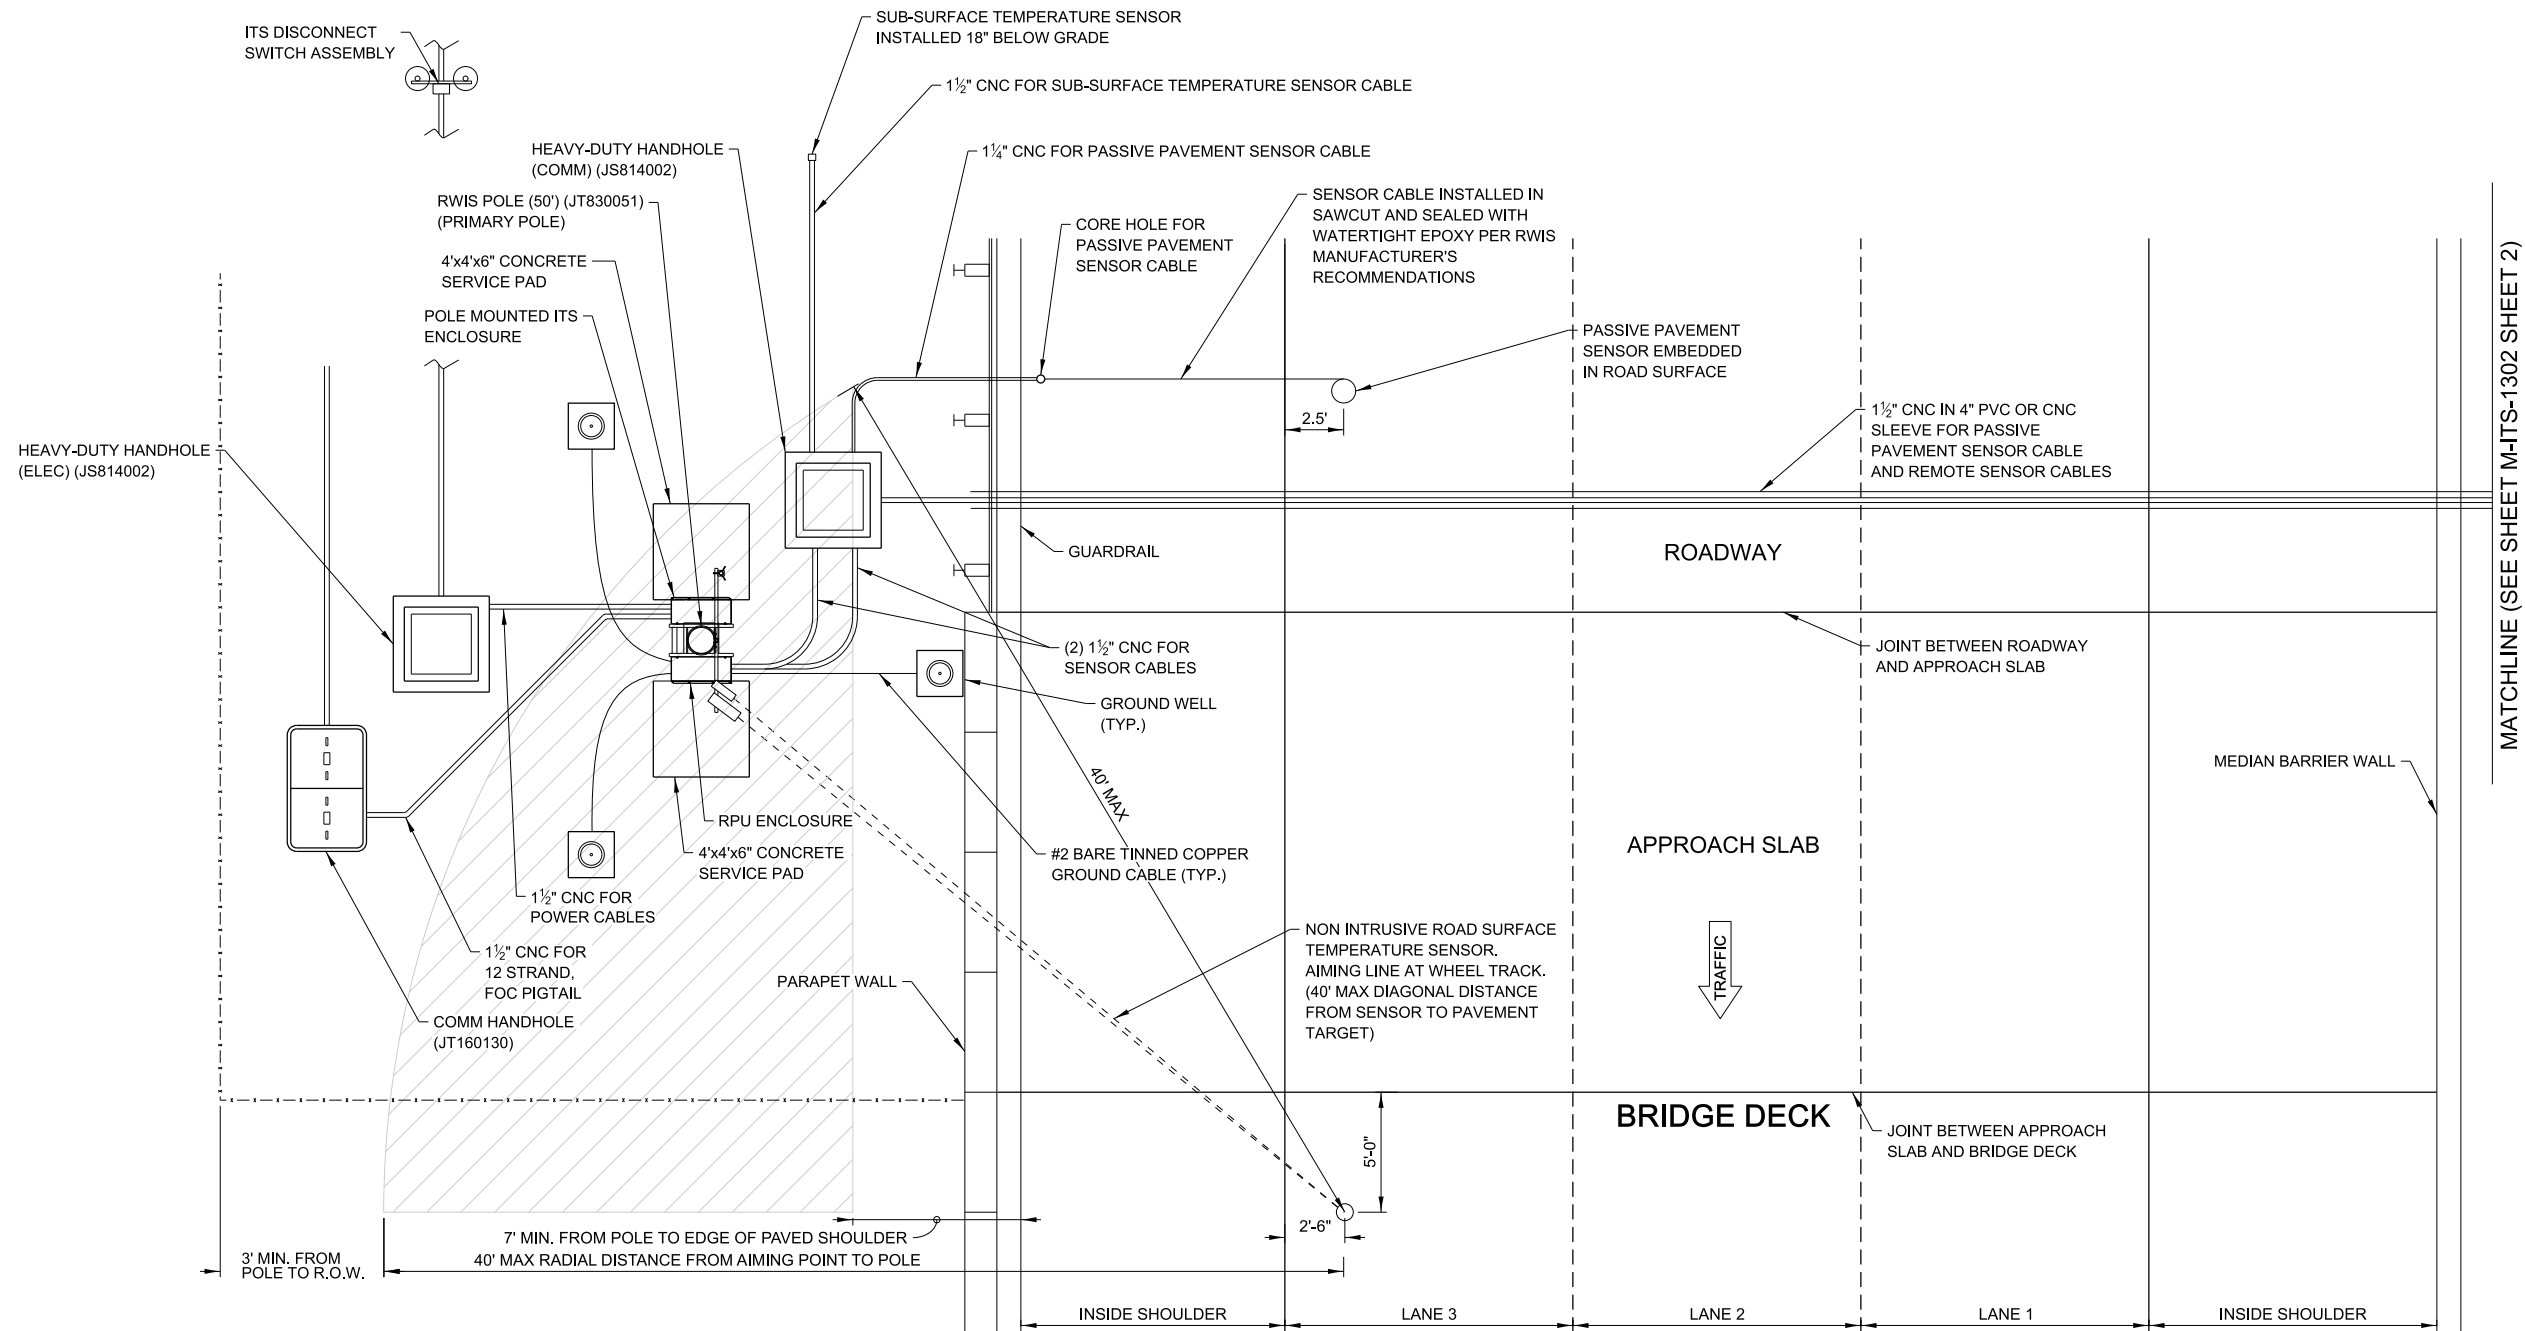 ITS DISCONNECT
SWITCH ASSEMBLY
SUB-SURFACE TEMPERATURE SENSOR
INSTALLED 18" BELOW GRADE
1½" CNC FOR SUB-SURFACE TEMPERATURE SENSOR CABLE
HEAVY-DUTY HANDHOLE
(COMM) (JS814002)
1¼" CNC FOR PASSIVE PAVEMENT SENSOR CABLE
RWIS POLE (50') (JT830051)
(PRIMARY POLE)
SENSOR CABLE INSTALLED IN
SAWCUT AND SEALED WITH
WATERTIGHT EPOXY PER RWIS
MANUFACTURER'S
RECOMMENDATIONS
CORE HOLE FOR
PASSIVE PAVEMENT
SENSOR CABLE
4'x4'x6" CONCRETE
SERVICE PAD
POLE MOUNTED ITS
ENCLOSURE
PASSIVE PAVEMENT
SENSOR EMBEDDED
IN ROAD SURFACE
2.5'
1½" CNC IN 4" PVC OR CNC
SLEEVE FOR PASSIVE
PAVEMENT SENSOR CABLE
AND REMOTE SENSOR CABLES
MATCHLINE (SEE SHEET M-ITS-1302 SHEET 2)
HEAVY-DUTY HANDHOLE
(ELEC) (JS814002)
GUARDRAIL
ROADWAY
(2) 1½" CNC FOR
SENSOR CABLES
JOINT BETWEEN ROADWAY
AND APPROACH SLAB
GROUND WELL
(TYP.)
40' MAX
MEDIAN BARRIER WALL
RPU ENCLOSURE
4'x4'x6" CONCRETE
SERVICE PAD
#2 BARE TINNED COPPER
GROUND CABLE (TYP.)
APPROACH SLAB
1½" CNC FOR
POWER CABLES
1½" CNC FOR
12 STRAND,
FOC PIGTAIL
NON INTRUSIVE ROAD SURFACE
TEMPERATURE SENSOR.
AIMING LINE AT WHEEL TRACK.
(40' MAX DIAGONAL DISTANCE
FROM SENSOR TO PAVEMENT
TARGET)
TRAFFIC
PARAPET WALL
COMM HANDHOLE
(JT160130)
BRIDGE DECK
5'-0"
JOINT BETWEEN APPROACH
SLAB AND BRIDGE DECK
2'-6"
7' MIN. FROM POLE TO EDGE OF PAVED SHOULDER
3' MIN. FROM
POLE TO R.O.W.
40' MAX RADIAL DISTANCE FROM AIMING POINT TO POLE
INSIDE SHOULDER
LANE 3
LANE 2
LANE 1
INSIDE SHOULDER